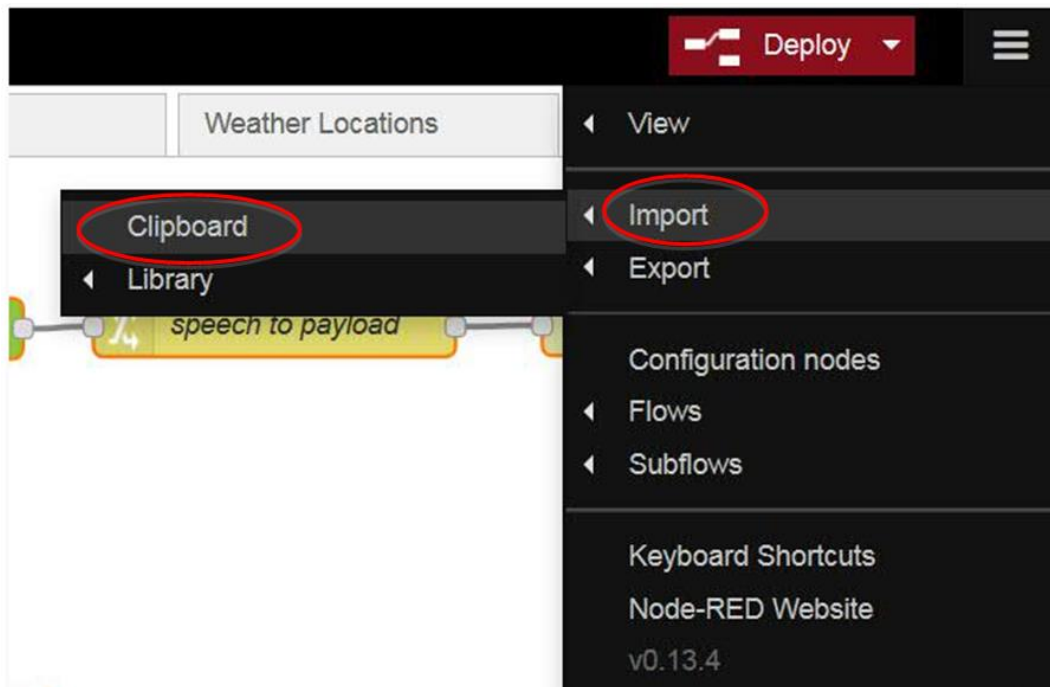 Deploy
Weather Locations
View
Clipboard
Import
Library
Export
speech to payload
Configuration nodes
Flows
Subflows
Keyboard Shortcuts
Node-RED Website
v0.13.4